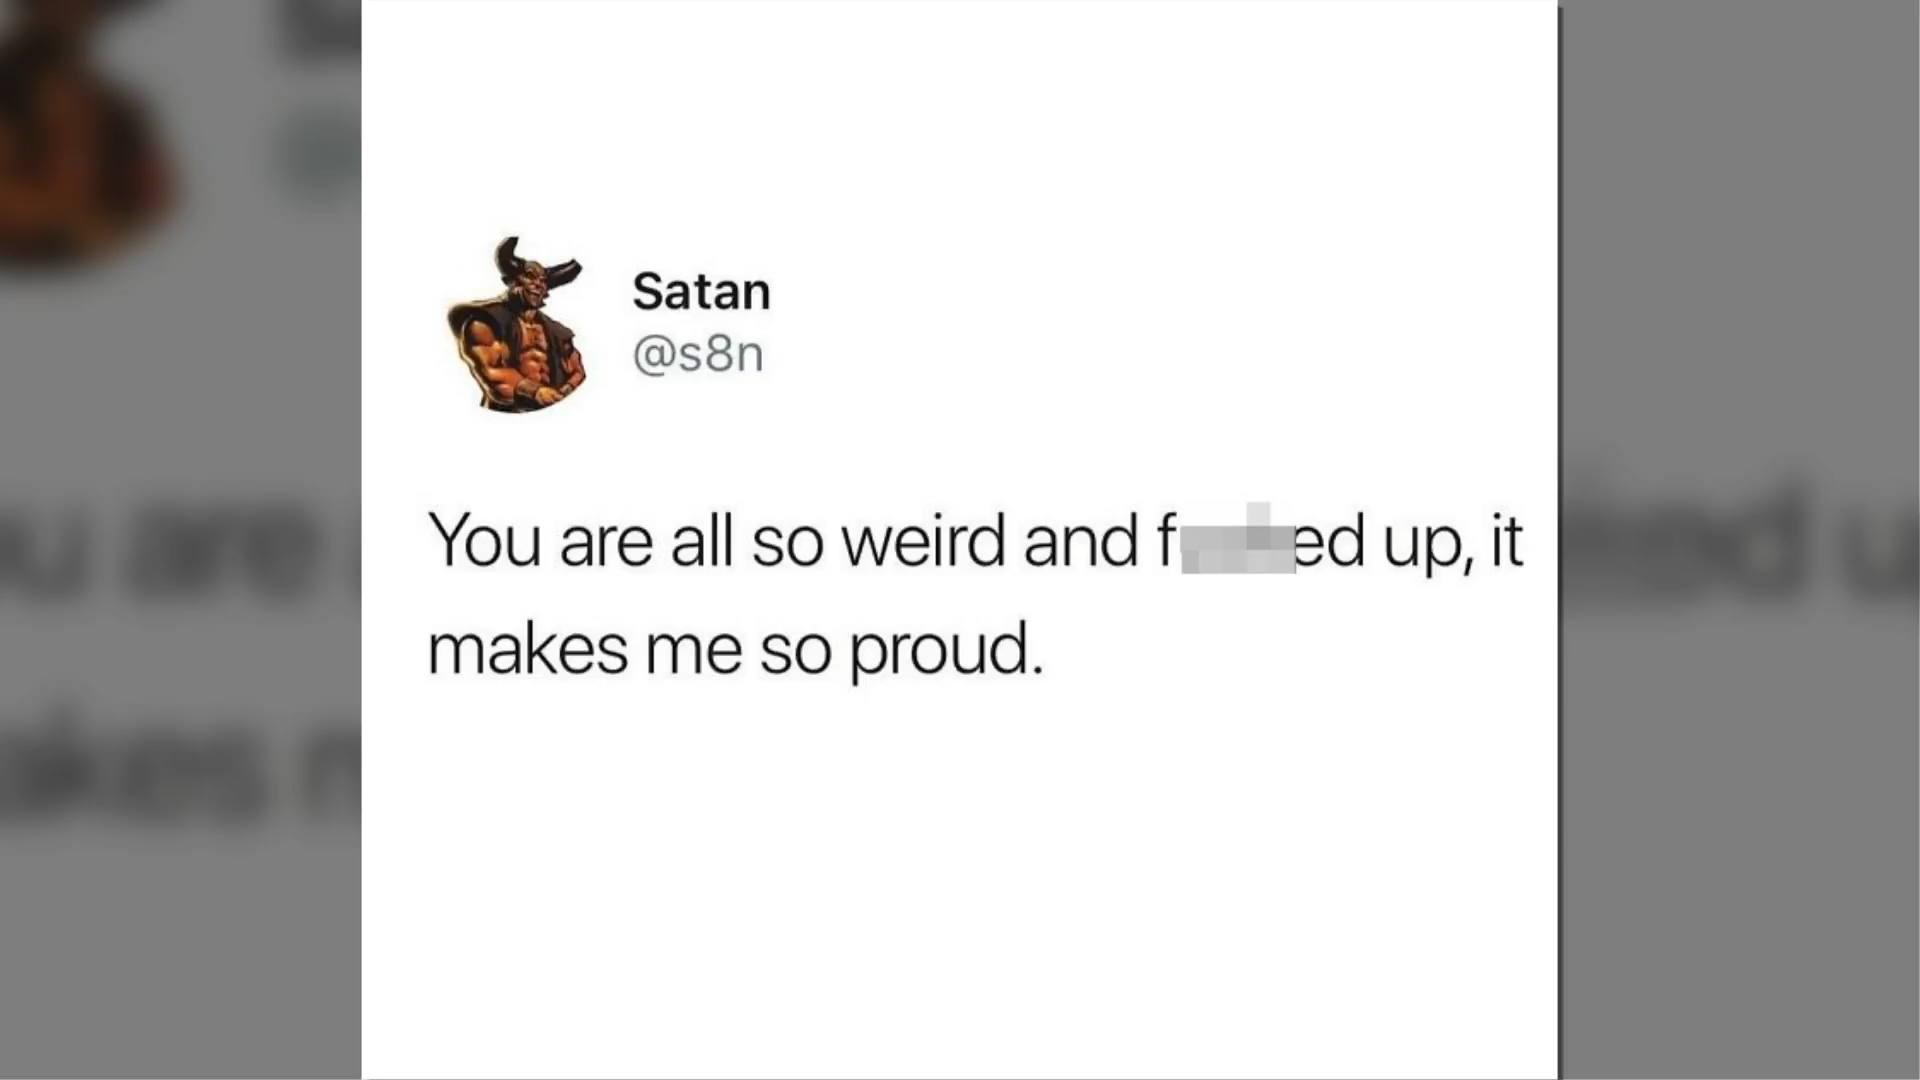 Satan
@s8n
You are all so weird and f ed up, it
makes me so proud.